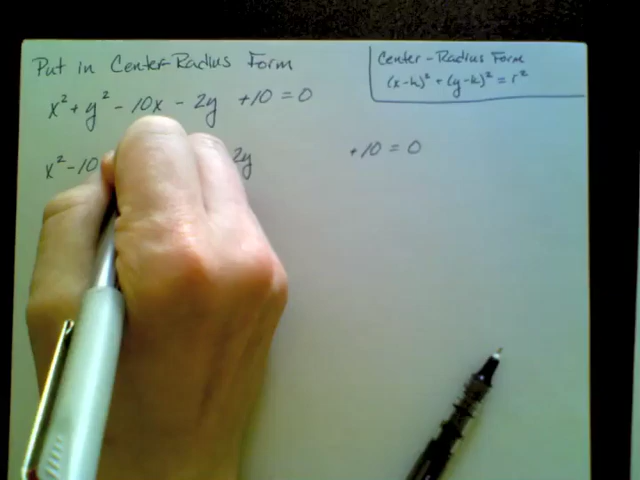 Put in Center-Radius Form
x² + y² - 10x - 2y + 10 = 0
x² - 10 2y + 10 = 0
Center-Radius Form
(x-h)² + (y-k)² = r²